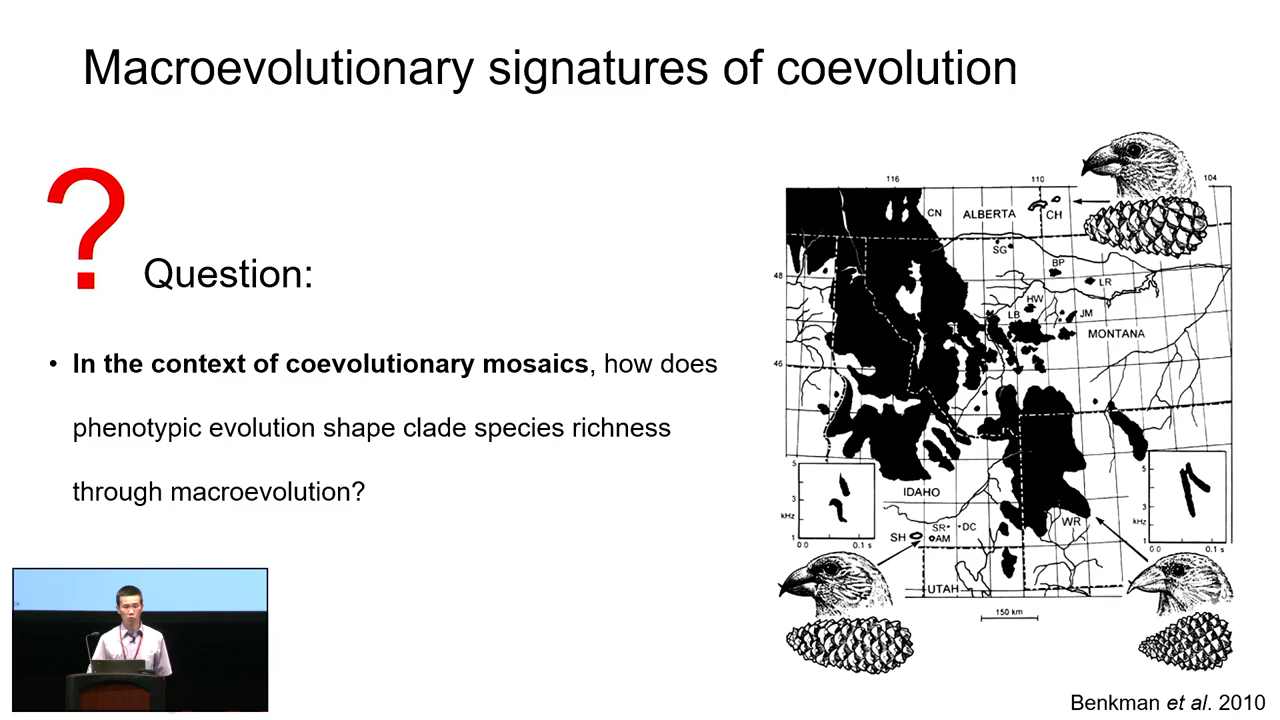 Macroevolutionary signatures of coevolution
?
Question:
• In the context of coevolutionary mosaics, how does
phenotypic evolution shape clade species richness
through macroevolution?
116
110
104
CN
ALBERTA
CH
SG
48
BP
LR
HW
LB
JM
MONTANA
46
5
3
kHz
1
0 0
0.1 s
IDAHO
SR
DC
SH
AM
WR
UTAH
5
3
kHz
1
0.0
0.1 s
150 km
Benkman et al. 2010